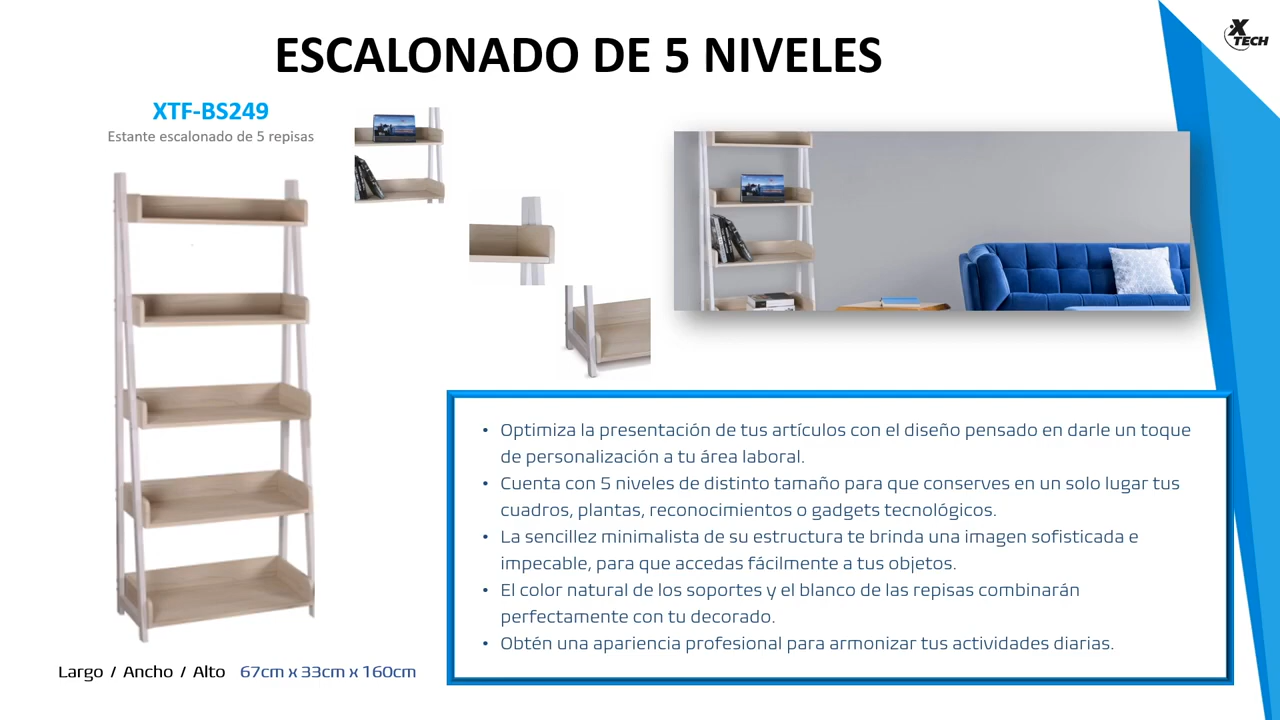 ESCALONADO DE 5 NIVELES
X
TECH
XTF-BS249
Estante escalonado de 5 repisas
• Optimiza la presentación de tus artículos con el diseño pensado en darle un toque
de personalización a tu área laboral.
• Cuenta con 5 niveles de distinto tamaño para que conserves en un solo lugar tus
cuadros, plantas, reconocimientos o gadgets tecnológicos.
• La sencillez minimalista de su estructura te brinda una imagen sofisticada e
impecable, para que accedas fácilmente a tus objetos.
• El color natural de los soportes y el blanco de las repisas combinarán
perfectamente con tu decorado.
• Obtén una apariencia profesional para armonizar tus actividades diarias.
Largo / Ancho / Alto 67cm x 33cm x 160cm